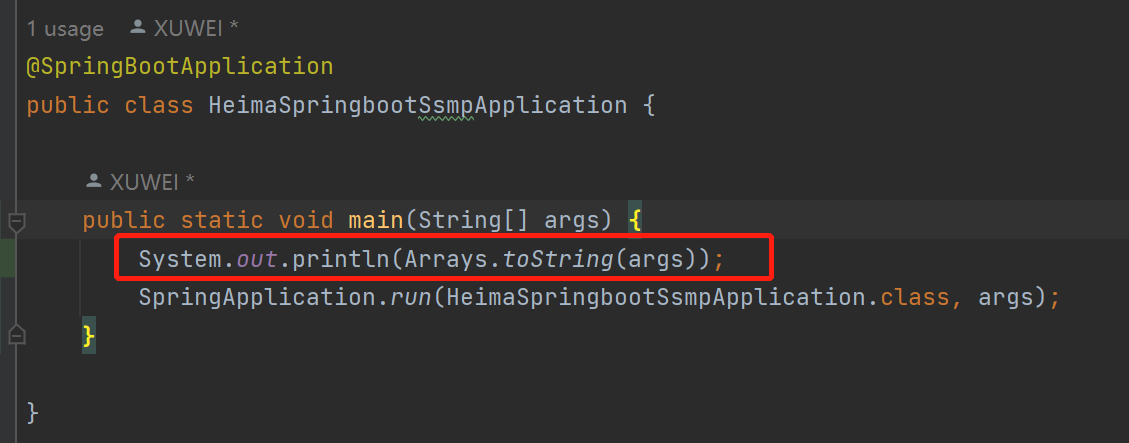 1 usage XUWEI *
@SpringBootApplication
public class HeimaSpringbootSsmpApplication {
XUWEI *
public static void main(String[] args) {
System.out.println(Arrays.toString(args));
SpringApplication.run(HeimaSpringbootSsmpApplication.class, args);
}
}